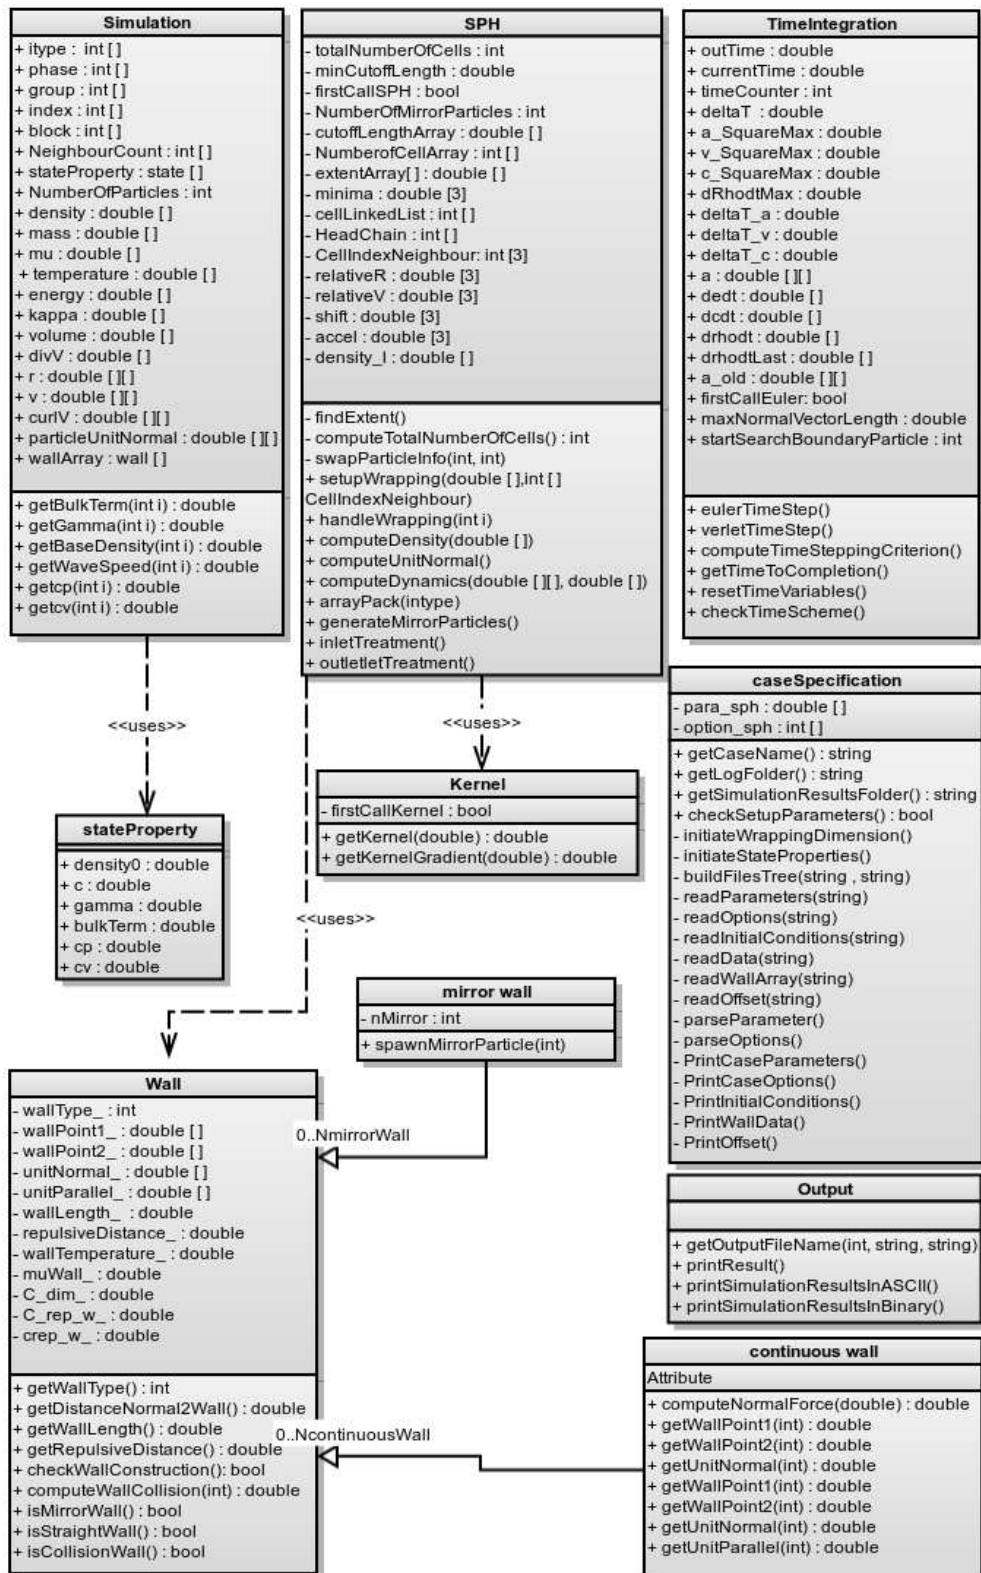 Simulation
+ itype : int [ ]
+ phase : int [ ]
+ group : int [ ]
+ index : int [ ]
+ block : int [ ]
+ NeighbourCount : int [ ]
+ stateProperty : state [ ]
+ NumberOfParticles : int
+ density : double [ ]
+ mass : double [ ]
+ mu : double [ ]
+ temperature : double [ ]
+ energy : double [ ]
+ kappa : double [ ]
+ volume : double [ ]
+ divV : double [ ]
+ r : double [ ][ ]
+ v : double [ ][ ]
+ curlV : double [ ][ ]
+ particleUnitNormal : double [ ][ ]
+ wallArray : wall [ ]
+ getBulkTerm(int i) : double
+ getGamma(int i) : double
+ getBaseDensity(int i) : double
+ getWaveSpeed(int i) : double
+ getcp(int i) : double
+ getcv(int i) : double
SPH
- totalNumberOfCells : int
- minCutoffLength : double
- firstCallSPH : bool
- NumberOfMirrorParticles : int
- cutoffLengthArray : double [ ]
- NumberofCellArray : int [ ]
- extentArray[ ] : double [ ]
- minima : double [3]
- cellLinkedList : int [ ]
- HeadChain : int [ ]
- CellIndexNeighbour: int [3]
- relativeR : double [3]
- relativeV : double [3]
- shift : double [3]
- accel : double [3]
- density_I : double [ ]
- findExtent()
- computeTotalNumberOfCells() : int
- swapParticleInfo(int, int)
+ setupWrapping(double [ ],int [ ]
CellIndexNeighbour)
+ handleWrapping(int i)
+ computeDensity(double [ ])
+ computeUnitNormal()
+ computeDynamics(double [ ][ ], double [ ])
+ arrayPack(intype)
+ generateMirrorParticles()
+ inletTreatment()
+ outletletTreatment()
TimeIntegration
+ outTime : double
+ currentTime : double
+ timeCounter : int
+ deltaT : double
+ a_SquareMax : double
+ v_SquareMax : double
+ c_SquareMax : double
+ dRhodtMax : double
+ deltaT_a : double
+ deltaT_v : double
+ deltaT_c : double
+ a : double [ ][ ]
+ dedt : double [ ]
+ dcdt : double [ ]
+ drhodt : double [ ]
+ drhodtLast : double [ ]
+ a_old : double [ ][ ]
+ firstCallEuler: bool
+ maxNormalVectorLength : double
+ startSearchBoundaryParticle : int
+ eulerTimeStep()
+ verletTimeStep()
+ computeTimeSteppingCriterion()
+ getTimeToCompletion()
+ resetTimeVariables()
+ checkTimeScheme()
<<uses>>
<<uses>>
<<uses>>
caseSpecification
- para_sph : double [ ]
- option_sph : int [ ]
+ getCaseName() : string
+ getLogFolder() : string
+ getSimulationResultsFolder() : string
+ checkSetupParameters() : bool
- initiateWrappingDimension()
- initiateStateProperties()
- buildFilesTree(string , string)
- readParameters(string)
- readOptions(string)
- readInitialConditions(string)
- readData(string)
- readWallArray(string)
- readOffset(string)
- parseParameter()
- parseOptions()
- PrintCaseParameters()
- PrintCaseOptions()
- PrintInitialConditions()
- PrintWallData()
- PrintOffset()
Kernel
- firstCallKernel : bool
+ getKernel(double) : double
+ getKernelGradient(double) : double
stateProperty
+ density0 : double
+ c : double
+ gamma : double
+ bulkTerm : double
+ cp : double
+ cv : double
mirror wall
- nMirror : int
+ spawnMirrorParticle(int)
Wall
- wallType_ : int
- wallPoint1_ : double [ ]
- wallPoint2_ : double [ ]
- unitNormal_ : double [ ]
- unitParallel_ : double [ ]
- wallLength_ : double
- repulsiveDistance_ : double
- wallTemperature_ : double
- muWall_ : double
- C_dim_ : double
- C_rep_w_ : double
- crep_w_ : double
+ getWallType() : int
+ getDistanceNormal2Wall() : double
+ getWallLength() : double
+ getRepulsiveDistance() : double
+ checkWallConstruction(): bool
+ computeWallCollision(int) : double
+ isMirrorWall() : bool
+ isStraightWall() : bool
+ isCollisionWall() : bool
0..NmirrorWall
0..NcontinuousWall
Output
+ getOutputFileName(int, string, string)
+ printResult()
+ printSimulationResultsInASCII()
+ printSimulationResultsInBinary()
continuous wall
Attribute
+ computeNormalForce(double) : double
+ getWallPoint1(int) : double
+ getWallPoint2(int) : double
+ getUnitNormal(int) : double
+ getWallPoint1(int) : double
+ getWallPoint2(int) : double
+ getUnitNormal(int) : double
+ getUnitParallel(int) : double